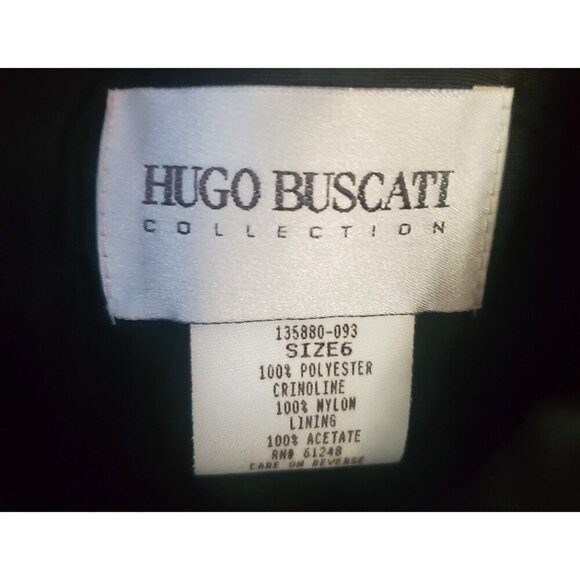 HUGO BUSCATI
COLLECTION
135880-093
SIZE6
100% POLYESTER
CRINOLINE
100% NYLON
LINING
100% ACETATE
RN# 61248
CARE ON REVERSE